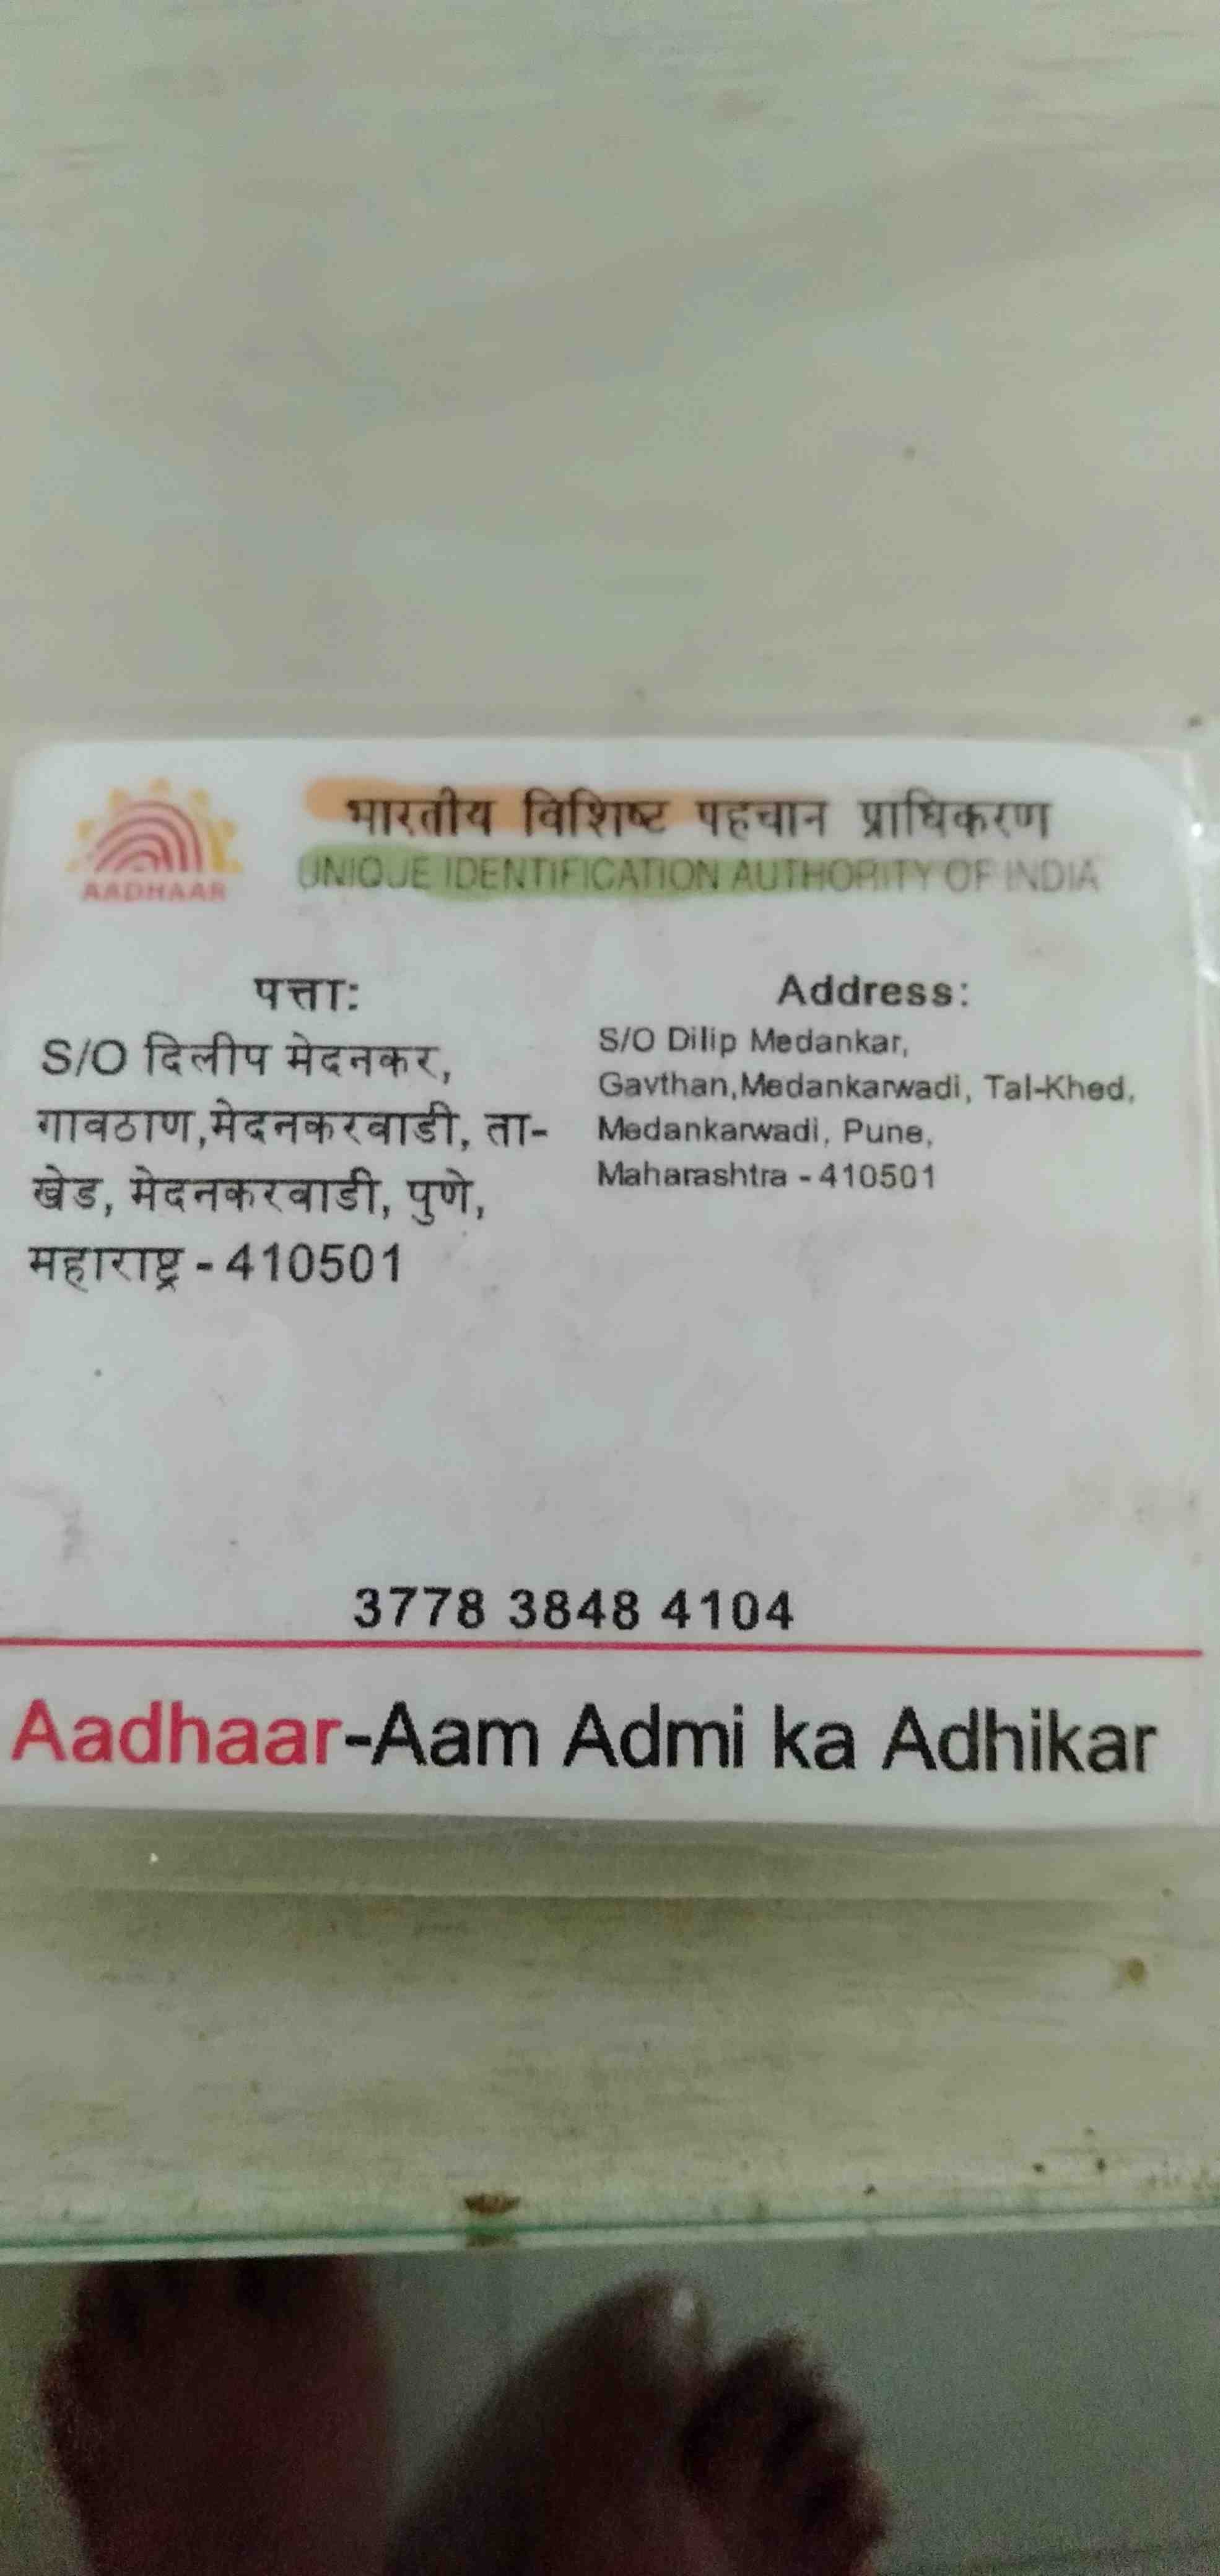 AADHAAR
भारतीय विशिष्ट पहचान प्राधिकरण
UNIQUE IDENTIFICATION AUTHORITY OF INDIA
पत्ता:
S/O दिलीप मेदनकर,
गावठाण,मेदनकरवाडी, ता-
खेड, मेदनकरवाडी, पुणे,
महाराष्ट्र - 410501
Address:
S/O Dilip Medankar,
Gavthan,Medankarwadi, Tal-Khed,
Medankarwadi, Pune,
Maharashtra - 410501
3778 3848 4104
Aadhaar-Aam Admi ka Adhikar